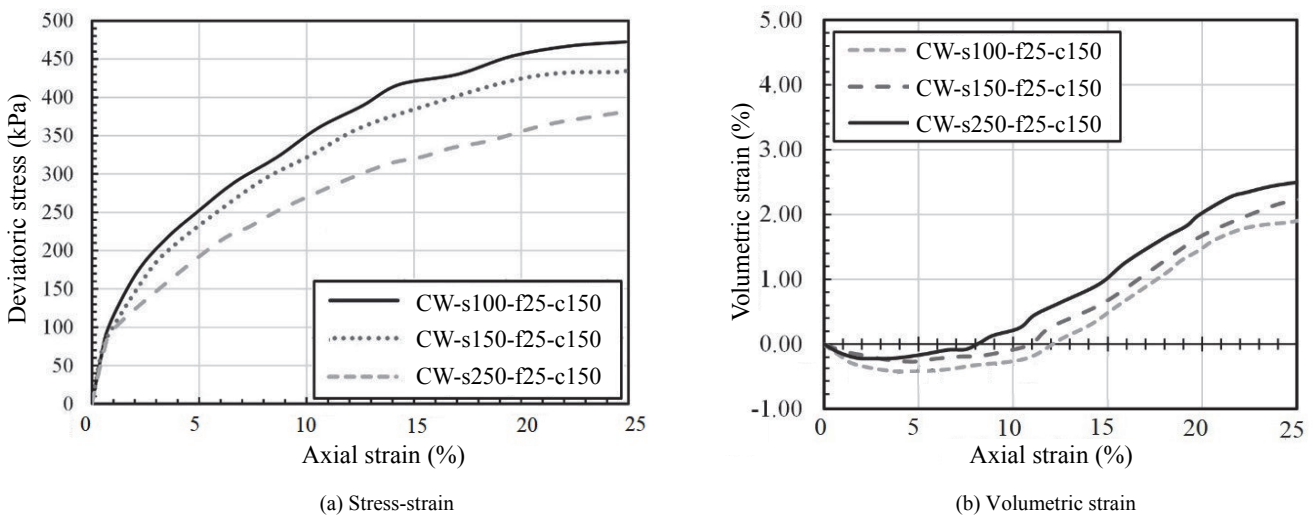 500
450
400
350
300
250
200
150
100
50
0
Deviatoric stress (kPa)
CW-s100-f25-c150
CW-s150-f25-c150
CW-s250-f25-c150
0 5 10 15 20 25
Axial strain (%)
(a) Stress-strain
5.00
4.00
3.00
2.00
1.00
0.00
-1.00
Volumetric strain (%)
CW-s100-f25-c150
CW-s150-f25-c150
CW-s250-f25-c150
0 5 10 15 20 25
Axial strain (%)
(b) Volumetric strain